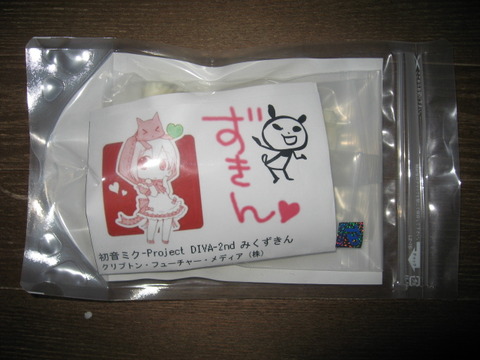 ずきん
初音ミク-Project DIVA-2nd みくずきん
クリプトン・フューチャー・メディア (株)